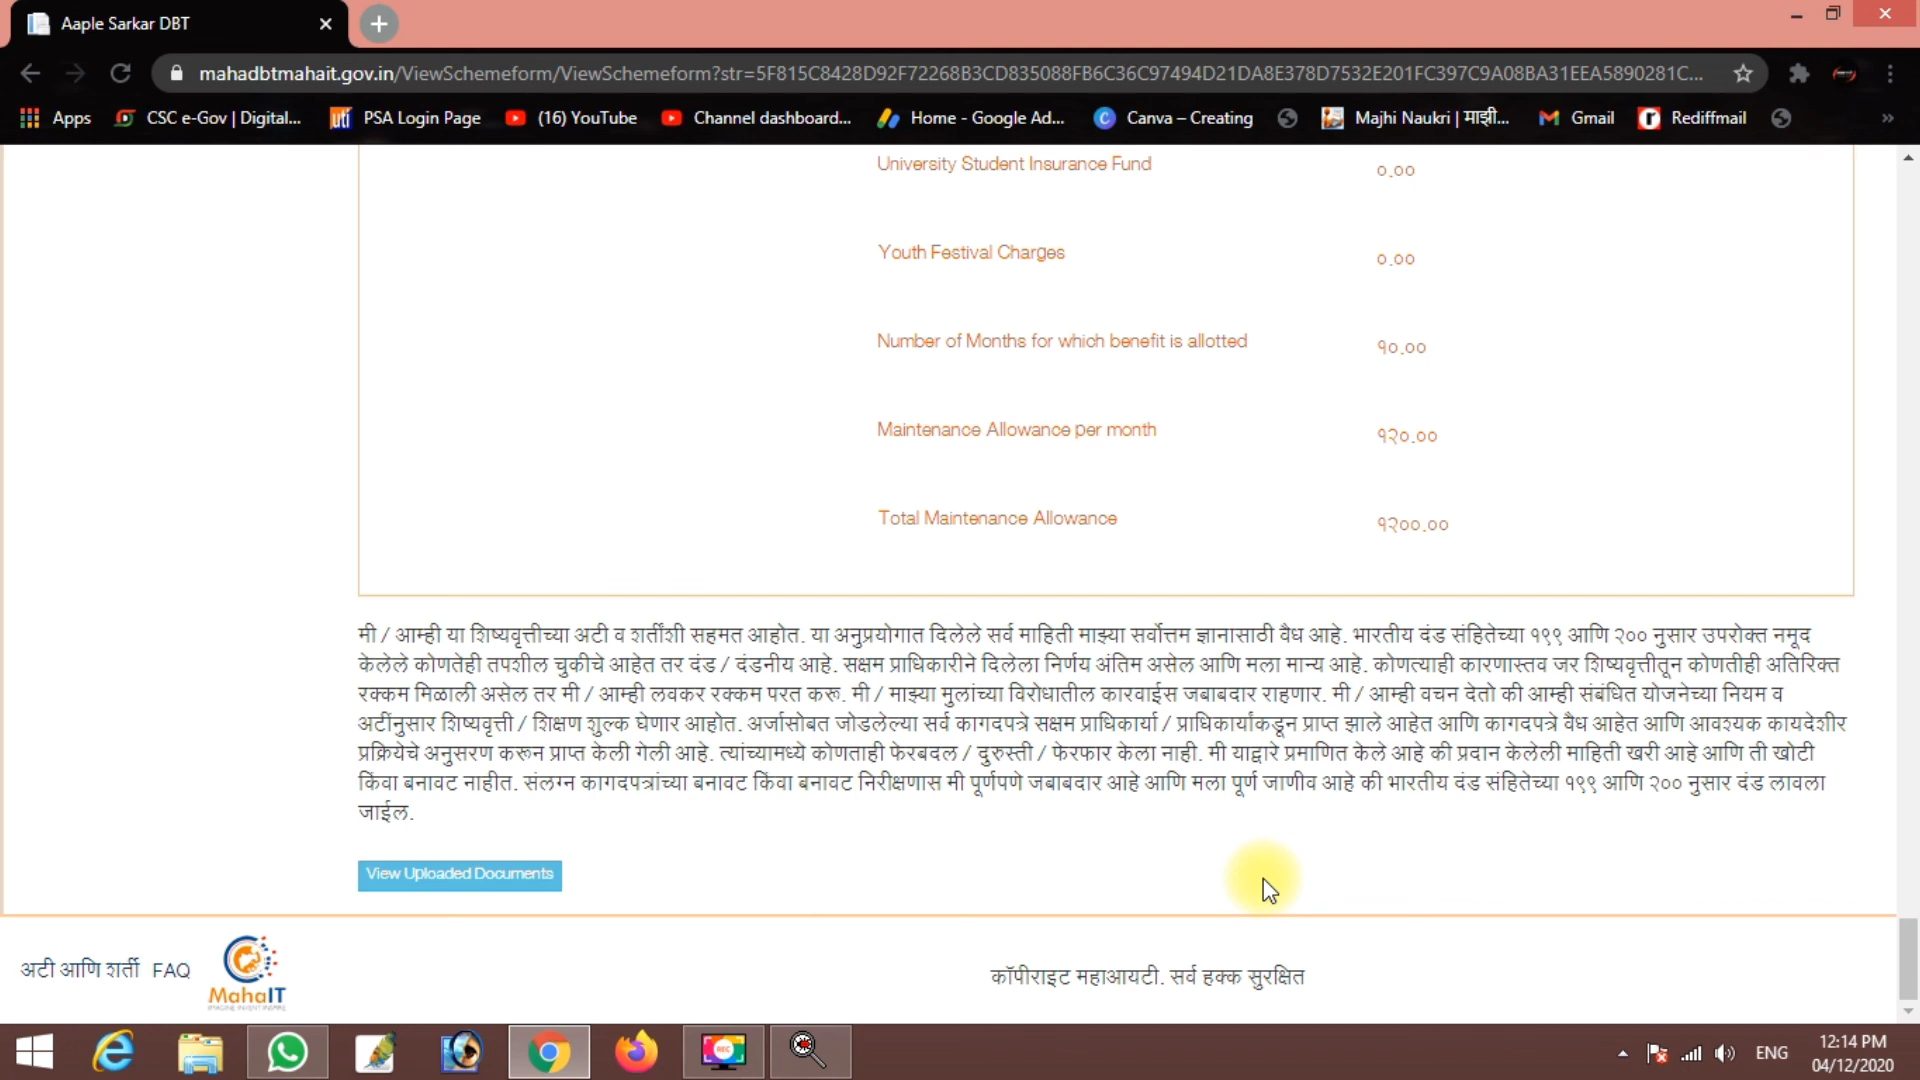 Aaple Sarkar DBT
mahadbtmahait.gov.in/ViewSchemeform/ViewSchemeform?str=5F815C8428D92F72268B3CD835088FB6C36C97494D21DA8E378D7532E201FC397C9A08BA31EEA5890281C...
Apps CSC e-Gov | Digital... uti PSA Login Page (16) YouTube Channel dashboard... Home - Google Ad... Canva – Creating Majhi Naukri | माझी... Gmail Rediffmail »
University Student Insurance Fund ०.००
Youth Festival Charges ०.००
Number of Months for which benefit is allotted १०.००
Maintenance Allowance per month १२०.००
Total Maintenance Allowance १२००.००
मी / आम्ही या शिष्यवृत्तीच्या अटी व शर्तींशी सहमत आहोत. या अनुप्रयोगात दिलेले सर्व माहिती माझ्या सर्वोत्तम ज्ञानासाठी वैध आहे. भारतीय दंड संहितेच्या १९९ आणि २०० नुसार उपरोक्त नमूद
केलेले कोणतेही तपशील चुकीचे आहेत तर दंड / दंडनीय आहे. सक्षम प्राधिकारीने दिलेला निर्णय अंतिम असेल आणि मला मान्य आहे. कोणत्याही कारणास्तव जर शिष्यवृत्तीतून कोणतीही अतिरिक्त
रक्कम मिळाली असेल तर मी / आम्ही लवकर रक्कम परत करू. मी / माझ्या मुलांच्या विरोधातील कारवाईस जबाबदार राहणार. मी / आम्ही वचन देतो की आम्ही संबंधित योजनेच्या नियम व
अटींनुसार शिष्यवृत्ती / शिक्षण शुल्क घेणार आहोत. अर्जासोबत जोडलेल्या सर्व कागदपत्रे सक्षम प्राधिकार्या / प्राधिकार्यांकडून प्राप्त झाले आहेत आणि कागदपत्रे वैध आहेत आणि आवश्यक कायदेशीर
प्रक्रियेचे अनुसरण करून प्राप्त केली गेली आहे. त्यांच्यामध्ये कोणताही फेरबदल / दुरुस्ती / फेरफार केला नाही. मी याद्वारे प्रमाणित केले आहे की प्रदान केलेली माहिती खरी आहे आणि ती खोटी
किंवा बनावट नाहीत. संलग्न कागदपत्रांच्या बनावट किंवा बनावट निरीक्षणास मी पूर्णपणे जबाबदार आहे आणि मला पूर्ण जाणीव आहे की भारतीय दंड संहितेच्या १९९ आणि २०० नुसार दंड लावला
जाईल.
View Uploaded Documents
अटी आणि शर्ती FAQ MahaIT कॉपीराइट महाआयटी. सर्व हक्क सुरक्षित
REC ENG 12:14 PM
04/12/2020